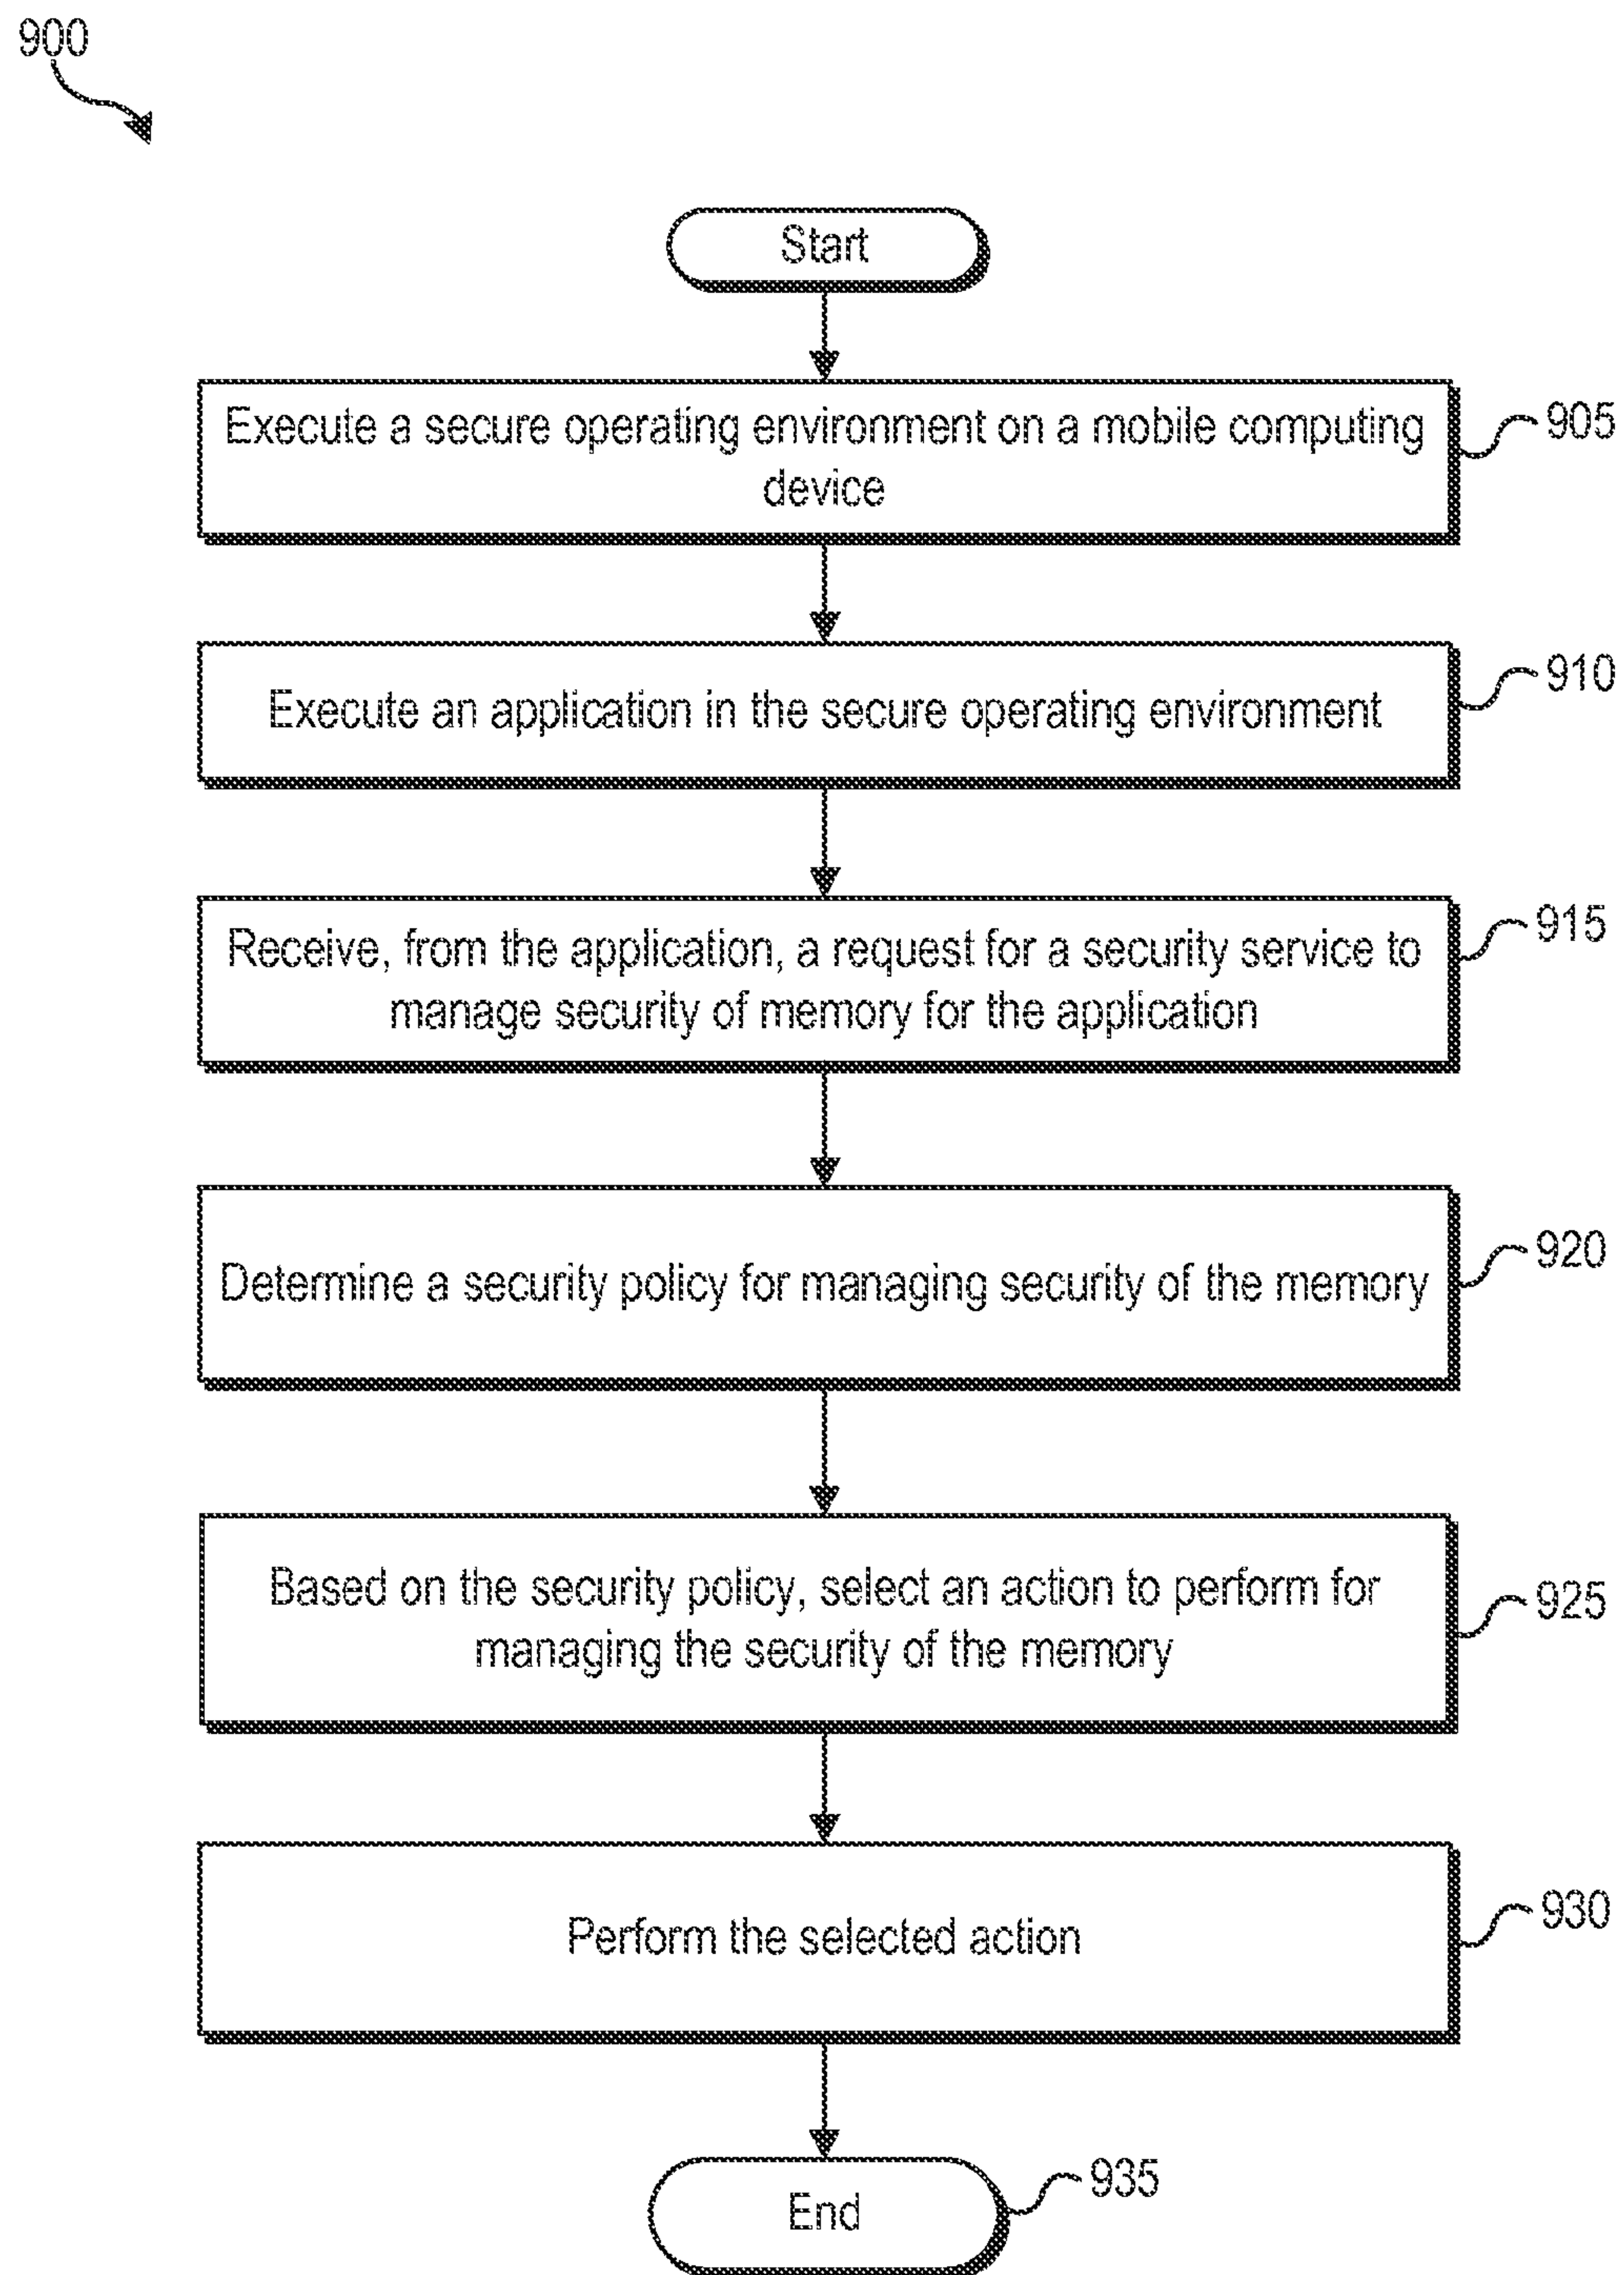 900
Start
Execute a secure operating environment on a mobile computing
device
905
Execute an application in the secure operating environment
910
Receive, from the application, a request for a security service to
manage security of memory for the application
915
Determine a security policy for managing security of the memory
920
Based on the security policy, select an action to perform for
managing the security of the memory
925
Perform the selected action
930
End
935